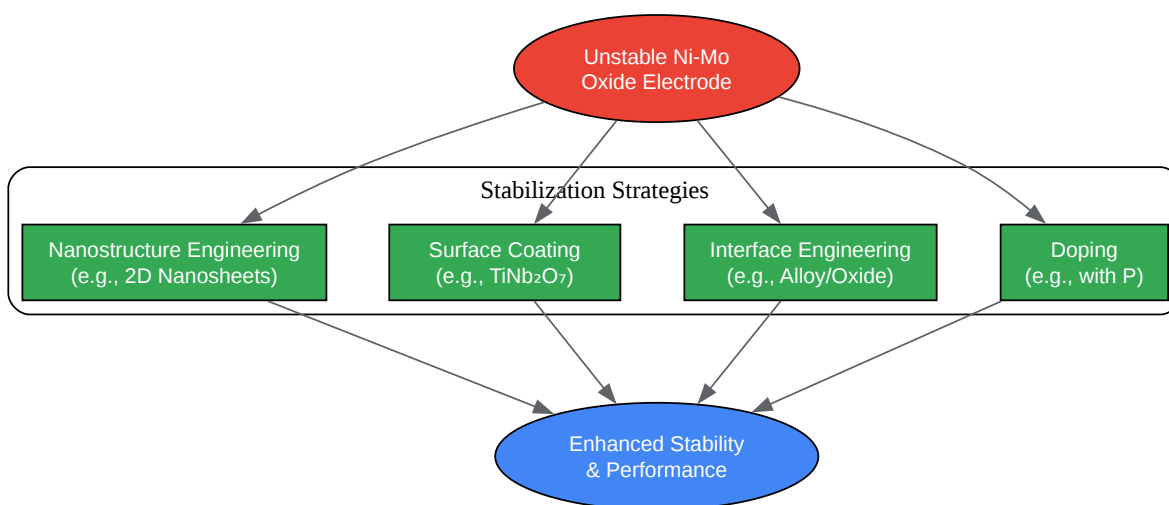 Unstable Ni-Mo
Oxide Electrode
Stabilization Strategies
Nanostructure Engineering
(e.g., 2D Nanosheets)
Surface Coating
(e.g., TiNb₂O₇)
Interface Engineering
(e.g., Alloy/Oxide)
Doping
(e.g., with P)
Enhanced Stability
& Performance